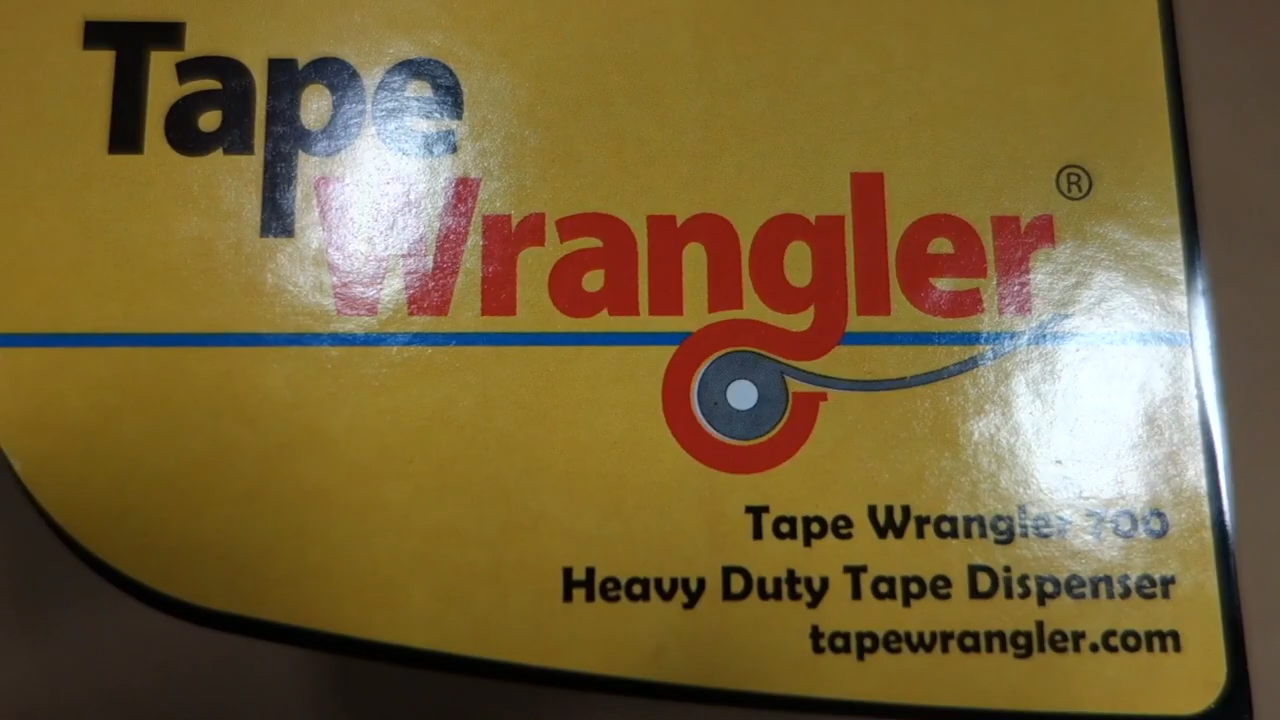 Tape
Wrangler®
Tape Wrangler 700
Heavy Duty Tape Dispenser
tapewrangler.com